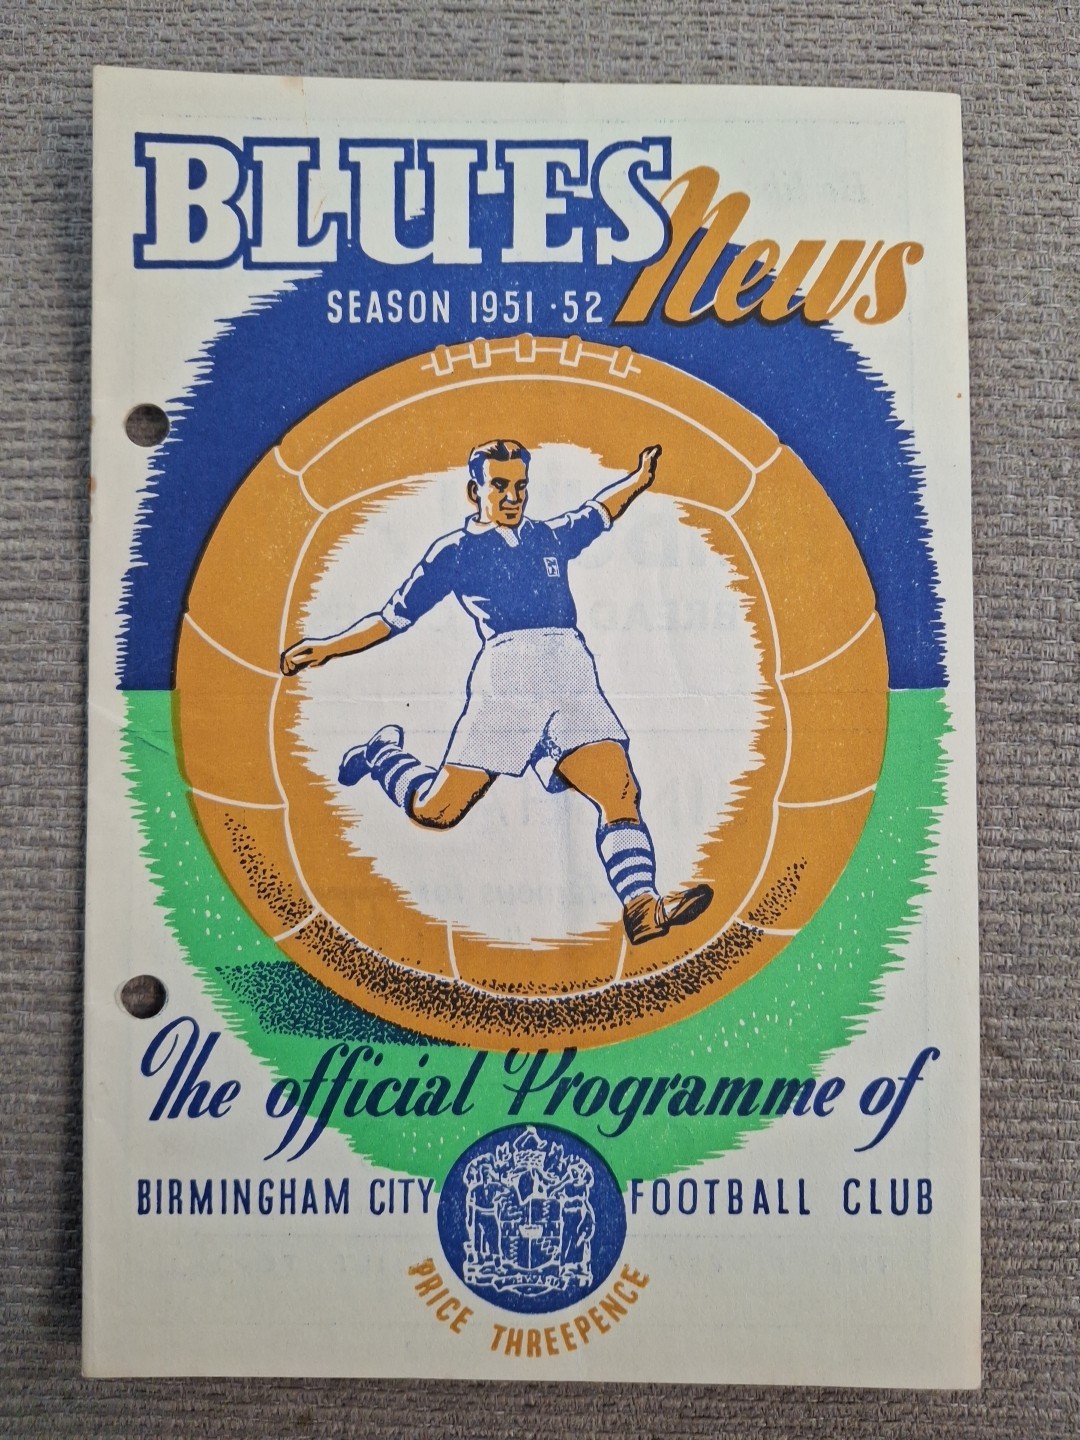 BLUES News
SEASON 1951·52
The official Programme of
BIRMINGHAM CITY FOOTBALL CLUB
PRICE THREEPENCE